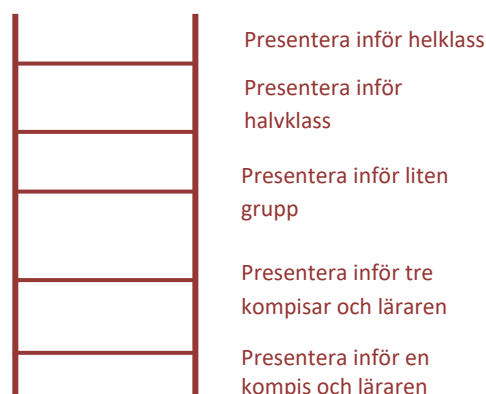 Presentera inför helklass
Presentera inför
halvklass
Presentera inför liten
grupp
Presentera inför tre
kompisar och läraren
Presentera inför en
kompis och läraren